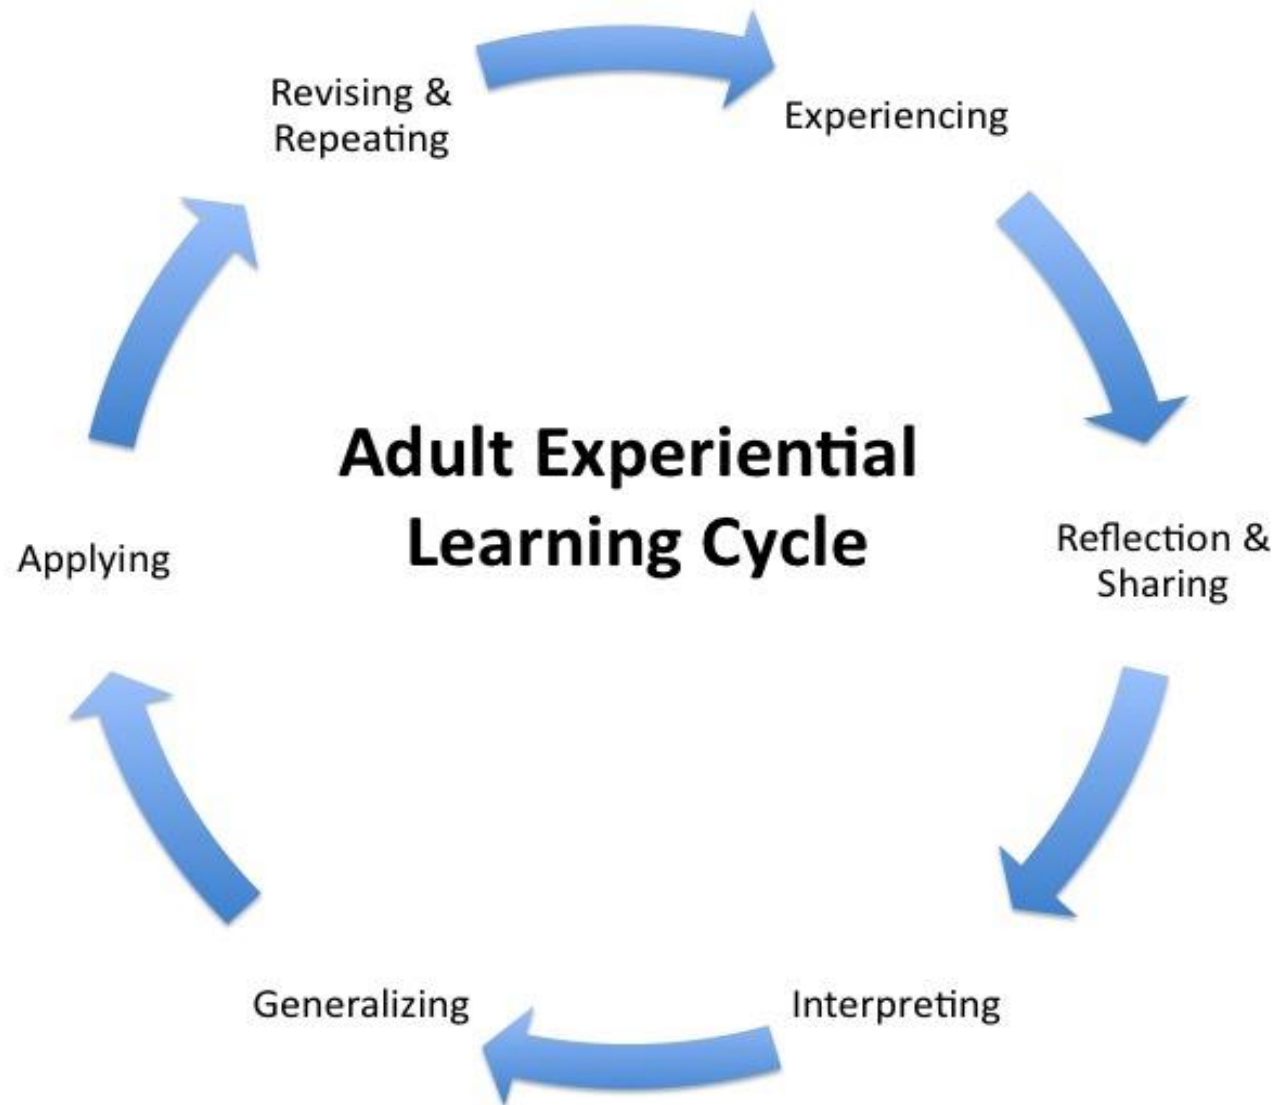 Revising &
Repeating
Experiencing
Adult Experiential
Learning Cycle
Reflection &
Sharing
Applying
Generalizing
Interpreting